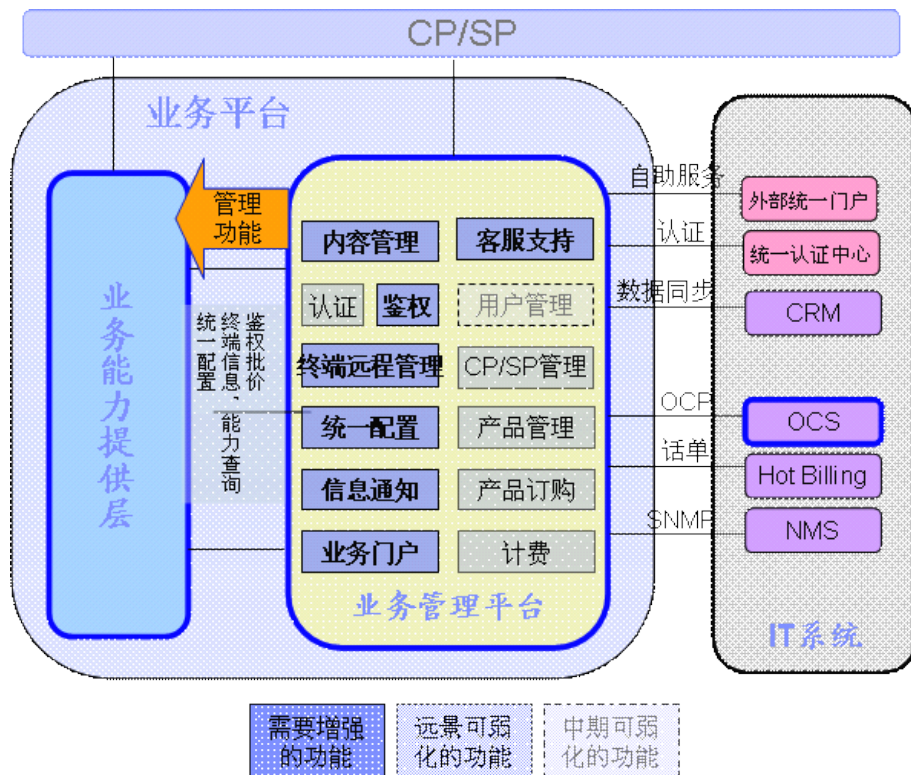 CP/SP
业务平台
业务能力提供层
管理
功能
鉴权批价
终端信息、能力查询
统一配置
内容管理
客服支持
认证
鉴权
用户管理
终端远程管理
CP/SP管理
统一配置
产品管理
信息通知
产品订购
业务门户
计费
业务管理平台
自助服务
认证
数据同步
OCP
话单
SNMP
外部统一门户
统一认证中心
CRM
OCS
Hot Billing
NMS
IT系统
需要增强
的功能
远景可弱
化的功能
中期可弱
化的功能